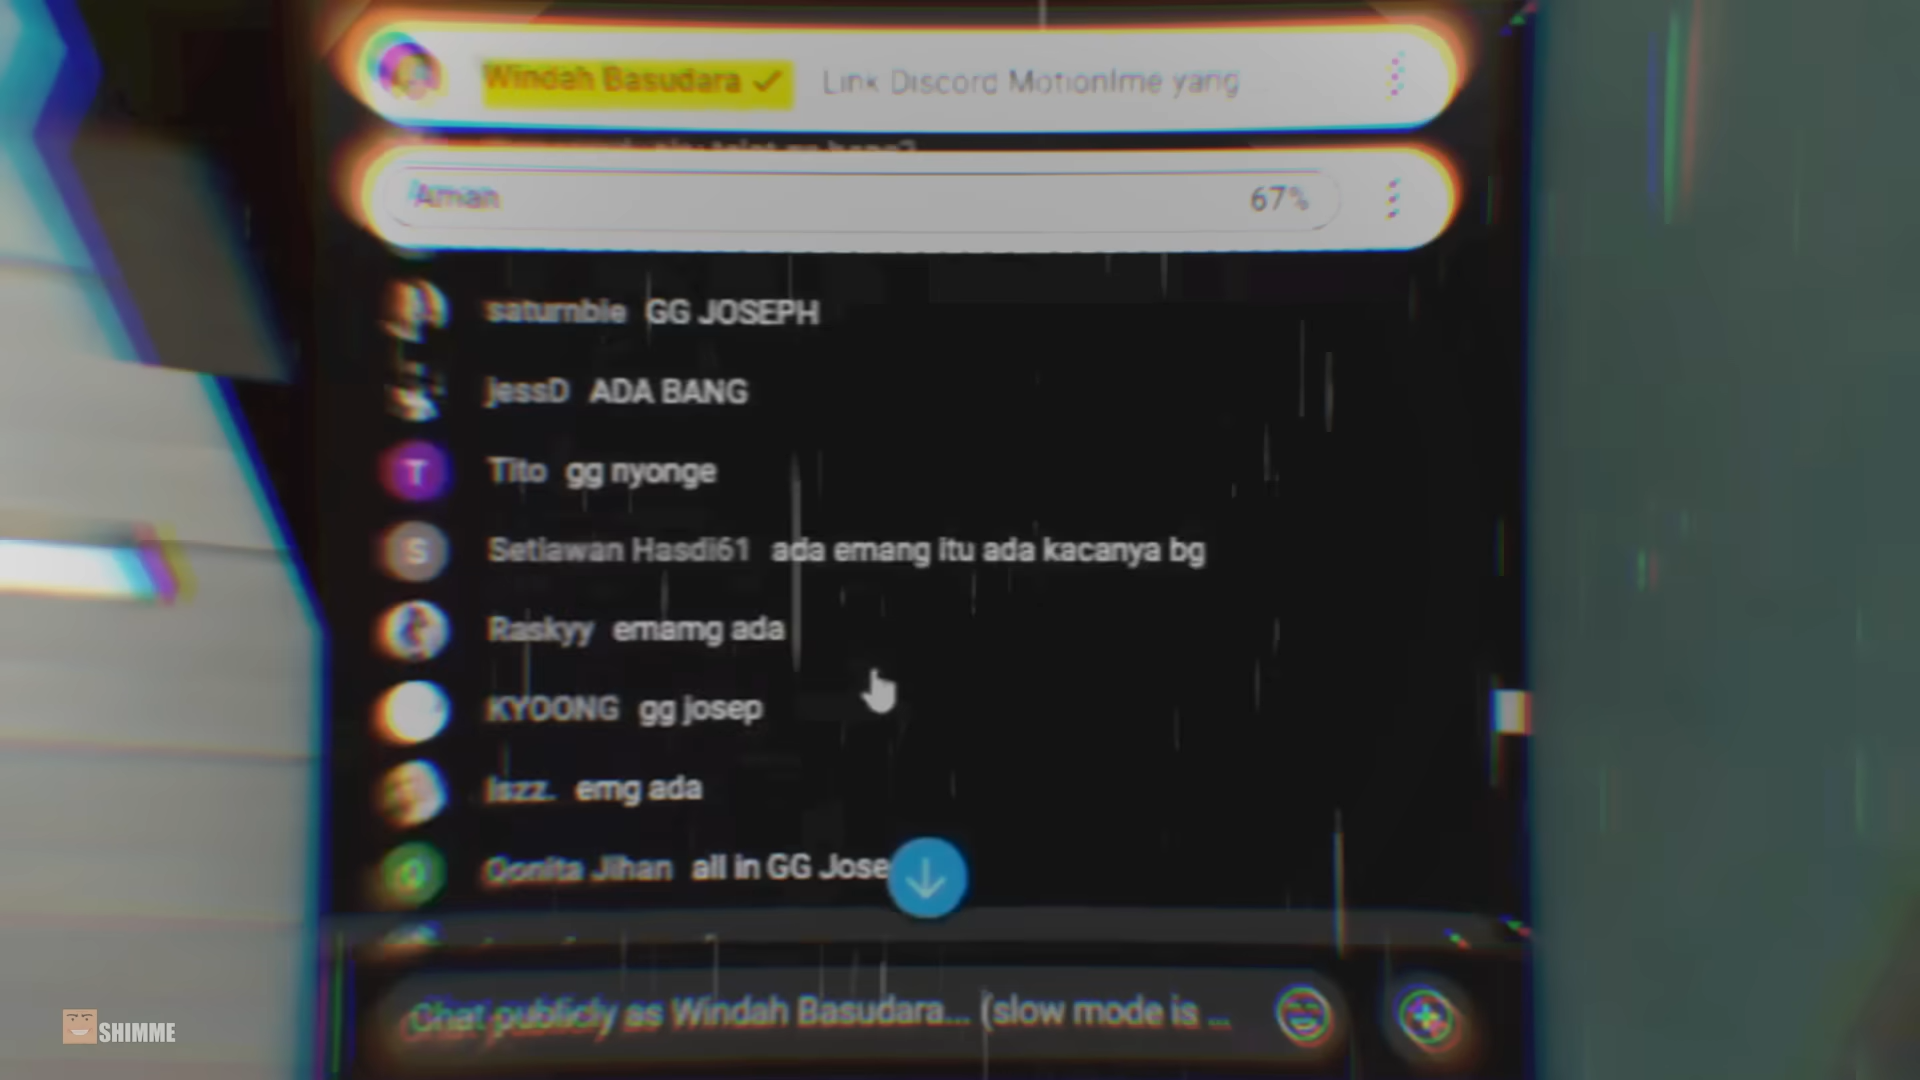 Windah Basudara Link Discord MotionIme yang
Aman 67%
saturnbie GG JOSEPH
jessD ADA BANG
T Tito gg nyonge
S Setiawan Hasdi61 ada emang itu ada kacanya bg
Raskyy emamg ada
KYOONG gg josep
Iszz. emg ada
Qonita Jihan all in GG Jose
Chat publicly as Windah Basudara... (slow mode is ...
SHIMME